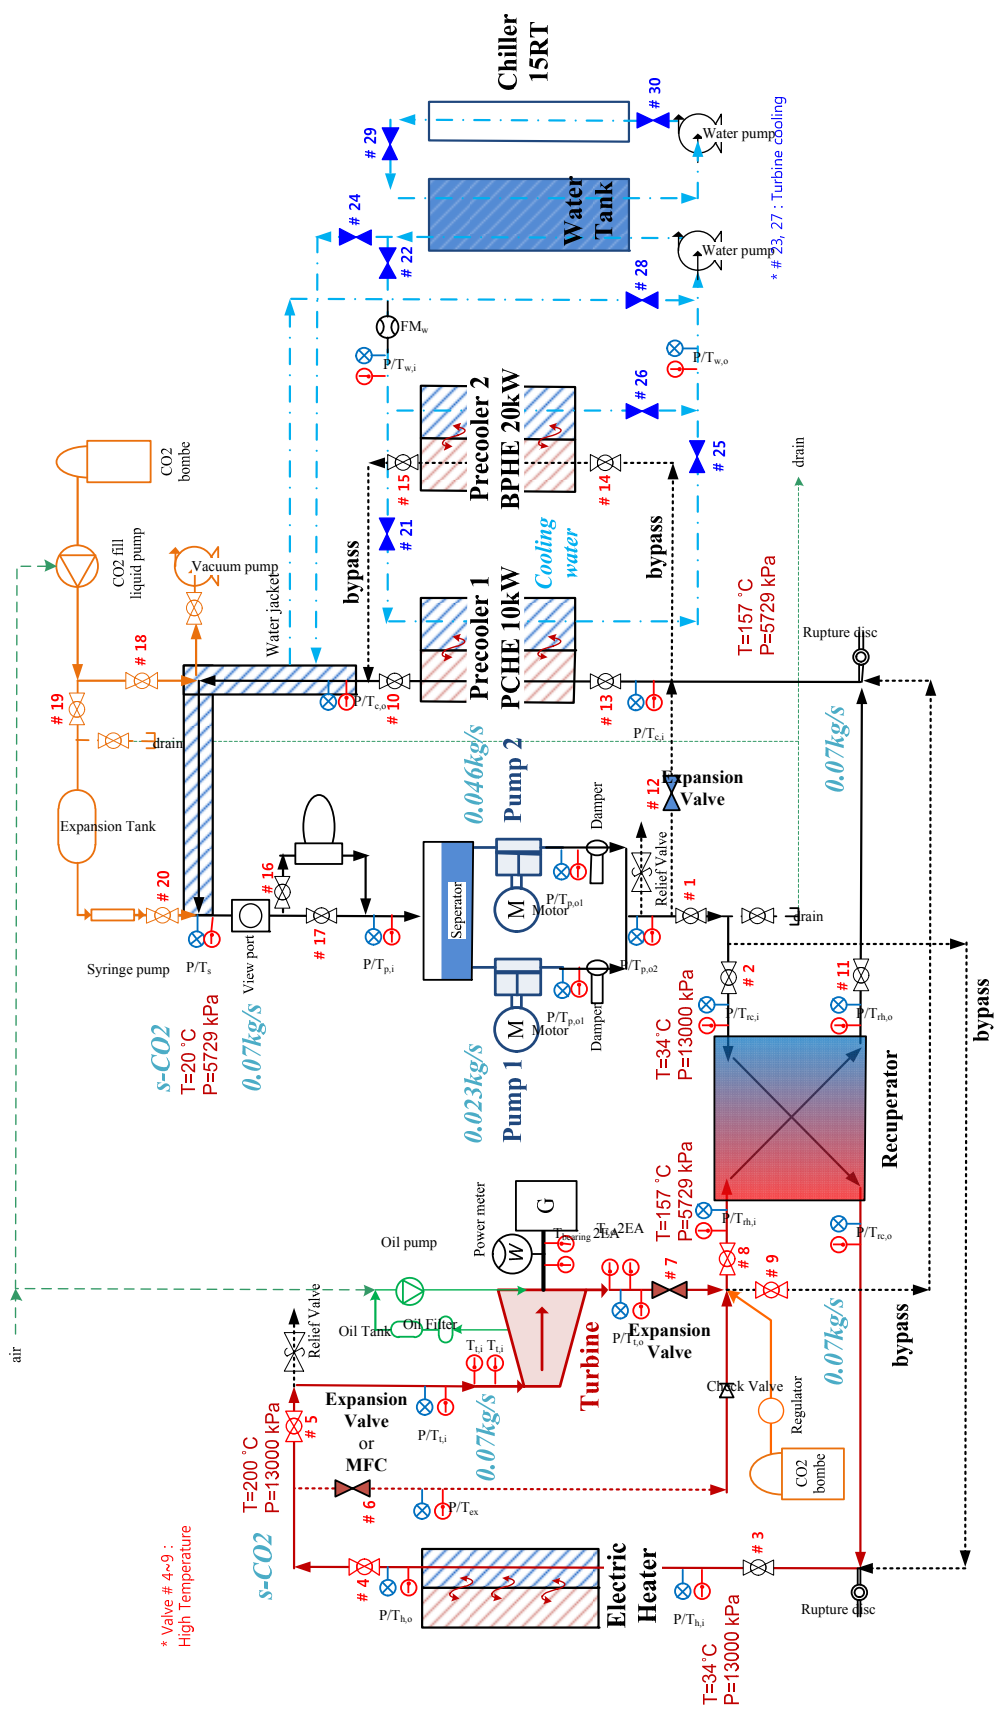 Chiller
15RT
# 30
# 29
Water pump
Water
Tank
# 24
# 22
Water pump
* # 23, 27 : Turbine cooling
# 28
FMw
P/Tw,i
P/Tw,o
# 26
Precooler 2
BPHE 20kW
# 15
# 14
# 25
drain
CO2
bombe
CO2 fill
liquid pump
Vacuum pump
Water jacket
bypass
# 21
Cooling
water
bypass
Precooler 1
PCHE 10kW
T=157 ˚C
P=5729 kPa
Rupture disc
# 18
# 19
P/Tc,o
# 10
# 13
P/Tc,i
drain
0.046kg/s
Pump 2
Expansion
Valve
# 12
0.07kg/s
Expansion Tank
# 20
# 16
# 17
Seperator
M
Motor
P/Tp,o1
Damper
Relief Valve
# 1
drain
Syringe pump
P/Ts
View port
P/Tp,i
P/Tp,o2
# 2
# 11
s-CO2
T=20 ˚C
P=5729 kPa
0.07kg/s
M
Motor
P/Tp,o1
Damper
P/Trc,i
P/Trh,o
T=34˚C
P=13000 kPa
bypass
0.023kg/s
Pump 1
Recuperator
T=157 ˚C
P=5729 kPa
P/Trh,i
P/Trc,o
Power meter
W
G
Tbearing 2EA
Oil pump
# 7
# 8
# 9
air
Relief Valve
Oil Tank
Oil Filter
Tt,i
Tt,i
Turbine
P/Tt,o
Expansion
Valve
0.07kg/s
bypass
Check Valve
Regulator
CO2
bombe
# 5
T=200 ˚C
P=13000 kPa
Expansion
Valve
or
MFC
P/Tt,i
0.07kg/s
# 6
P/Tex
s-CO2
* Valve # 4~9 :
High Temperature
# 4
P/Th,o
Electric
Heater
P/Th,i
# 3
T=34˚C
P=13000 kPa
Rupture disc